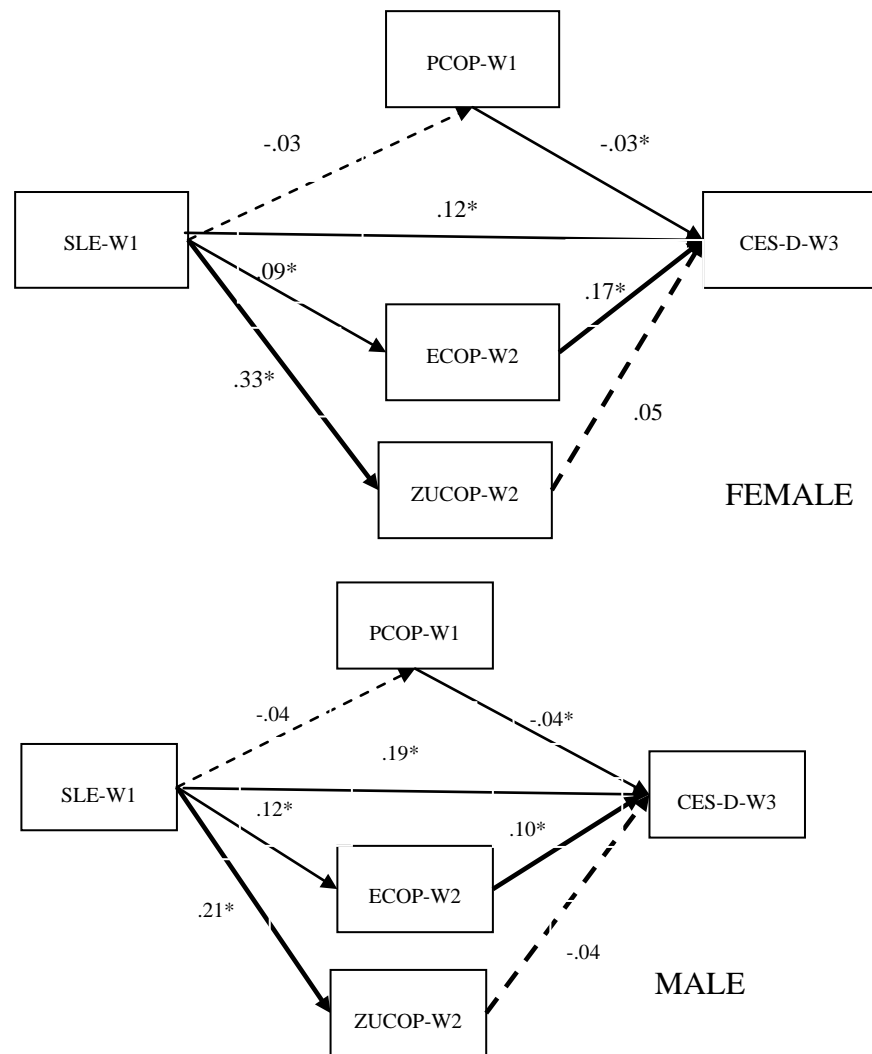 PCOP-W1
-.03
-.03*
.12*
SLE-W1
CES-D-W3
.09*
.17*
ECOP-W2
.33*
.05
ZUCOP-W2
FEMALE
PCOP-W1
-.04
-.04*
.19*
SLE-W1
CES-D-W3
.12*
.10*
ECOP-W2
.21*
-.04
MALE
ZUCOP-W2